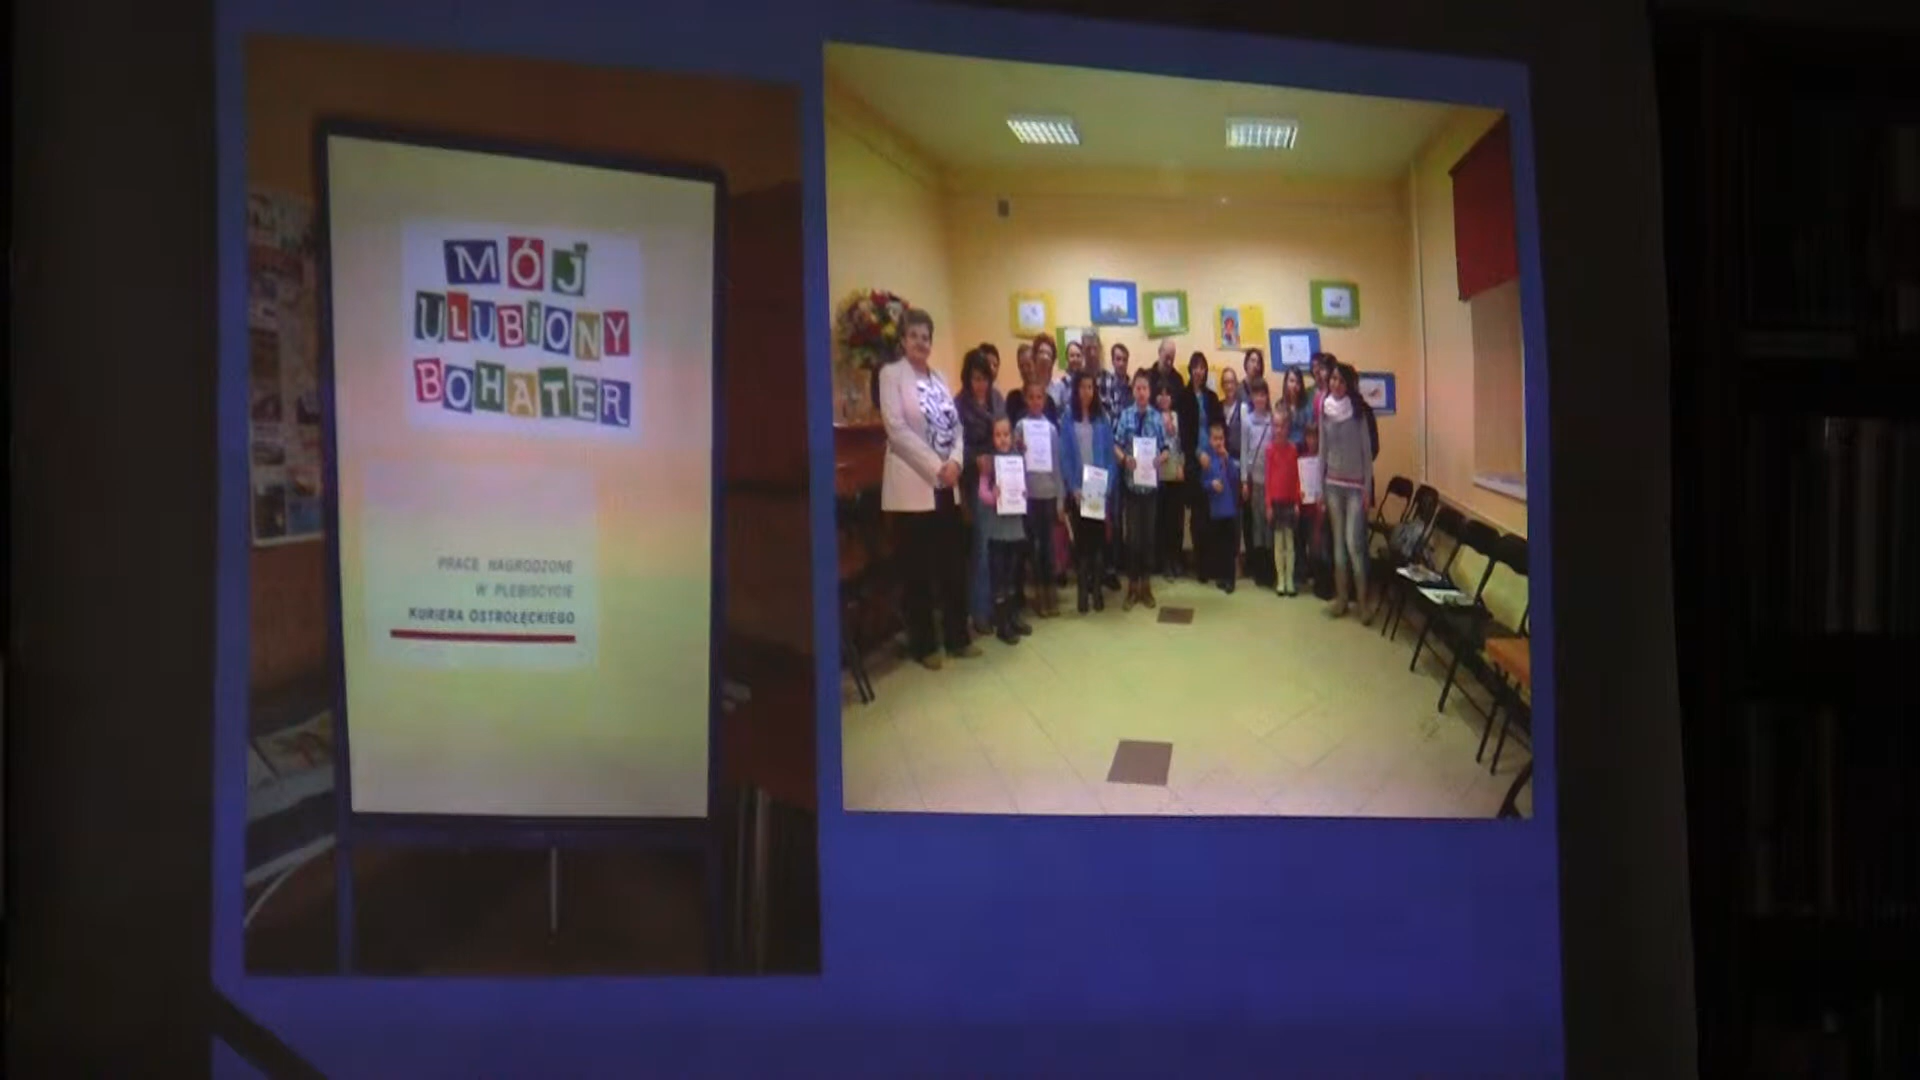 MÓJ
ULUBiONY
BOHATER
PRACE NAGRODZONE
W PLEBISCYCIE
KURIERA OSTROŁĘCKIEGO